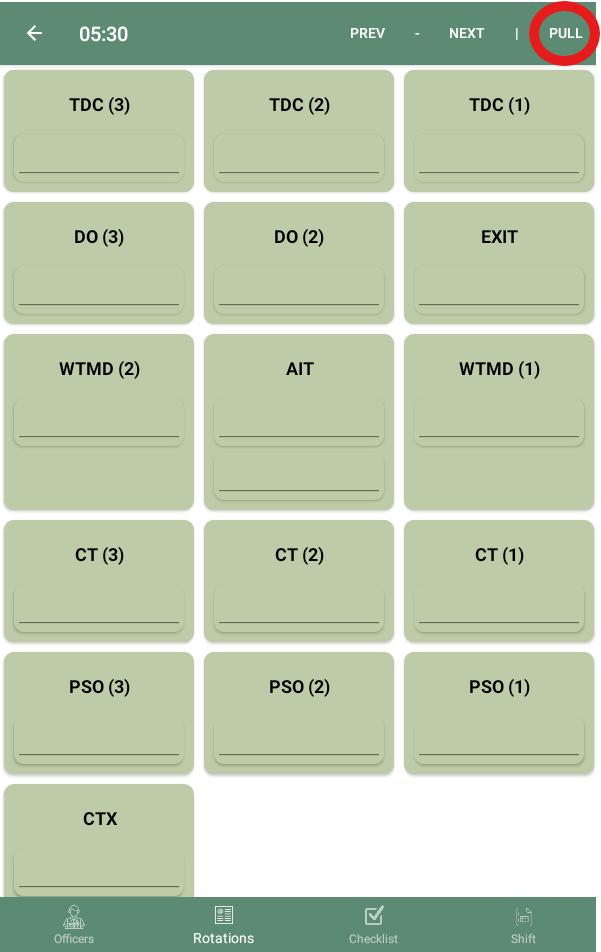 05:30 PREV - NEXT | PULL
TDC (3) TDC (2) TDC (1)
DO (3) DO (2) EXIT
WTMD (2) AIT WTMD (1)
CT (3) CT (2) CT (1)
PSO (3) PSO (2) PSO (1)
CTX
Officers Rotations Checklist Shift